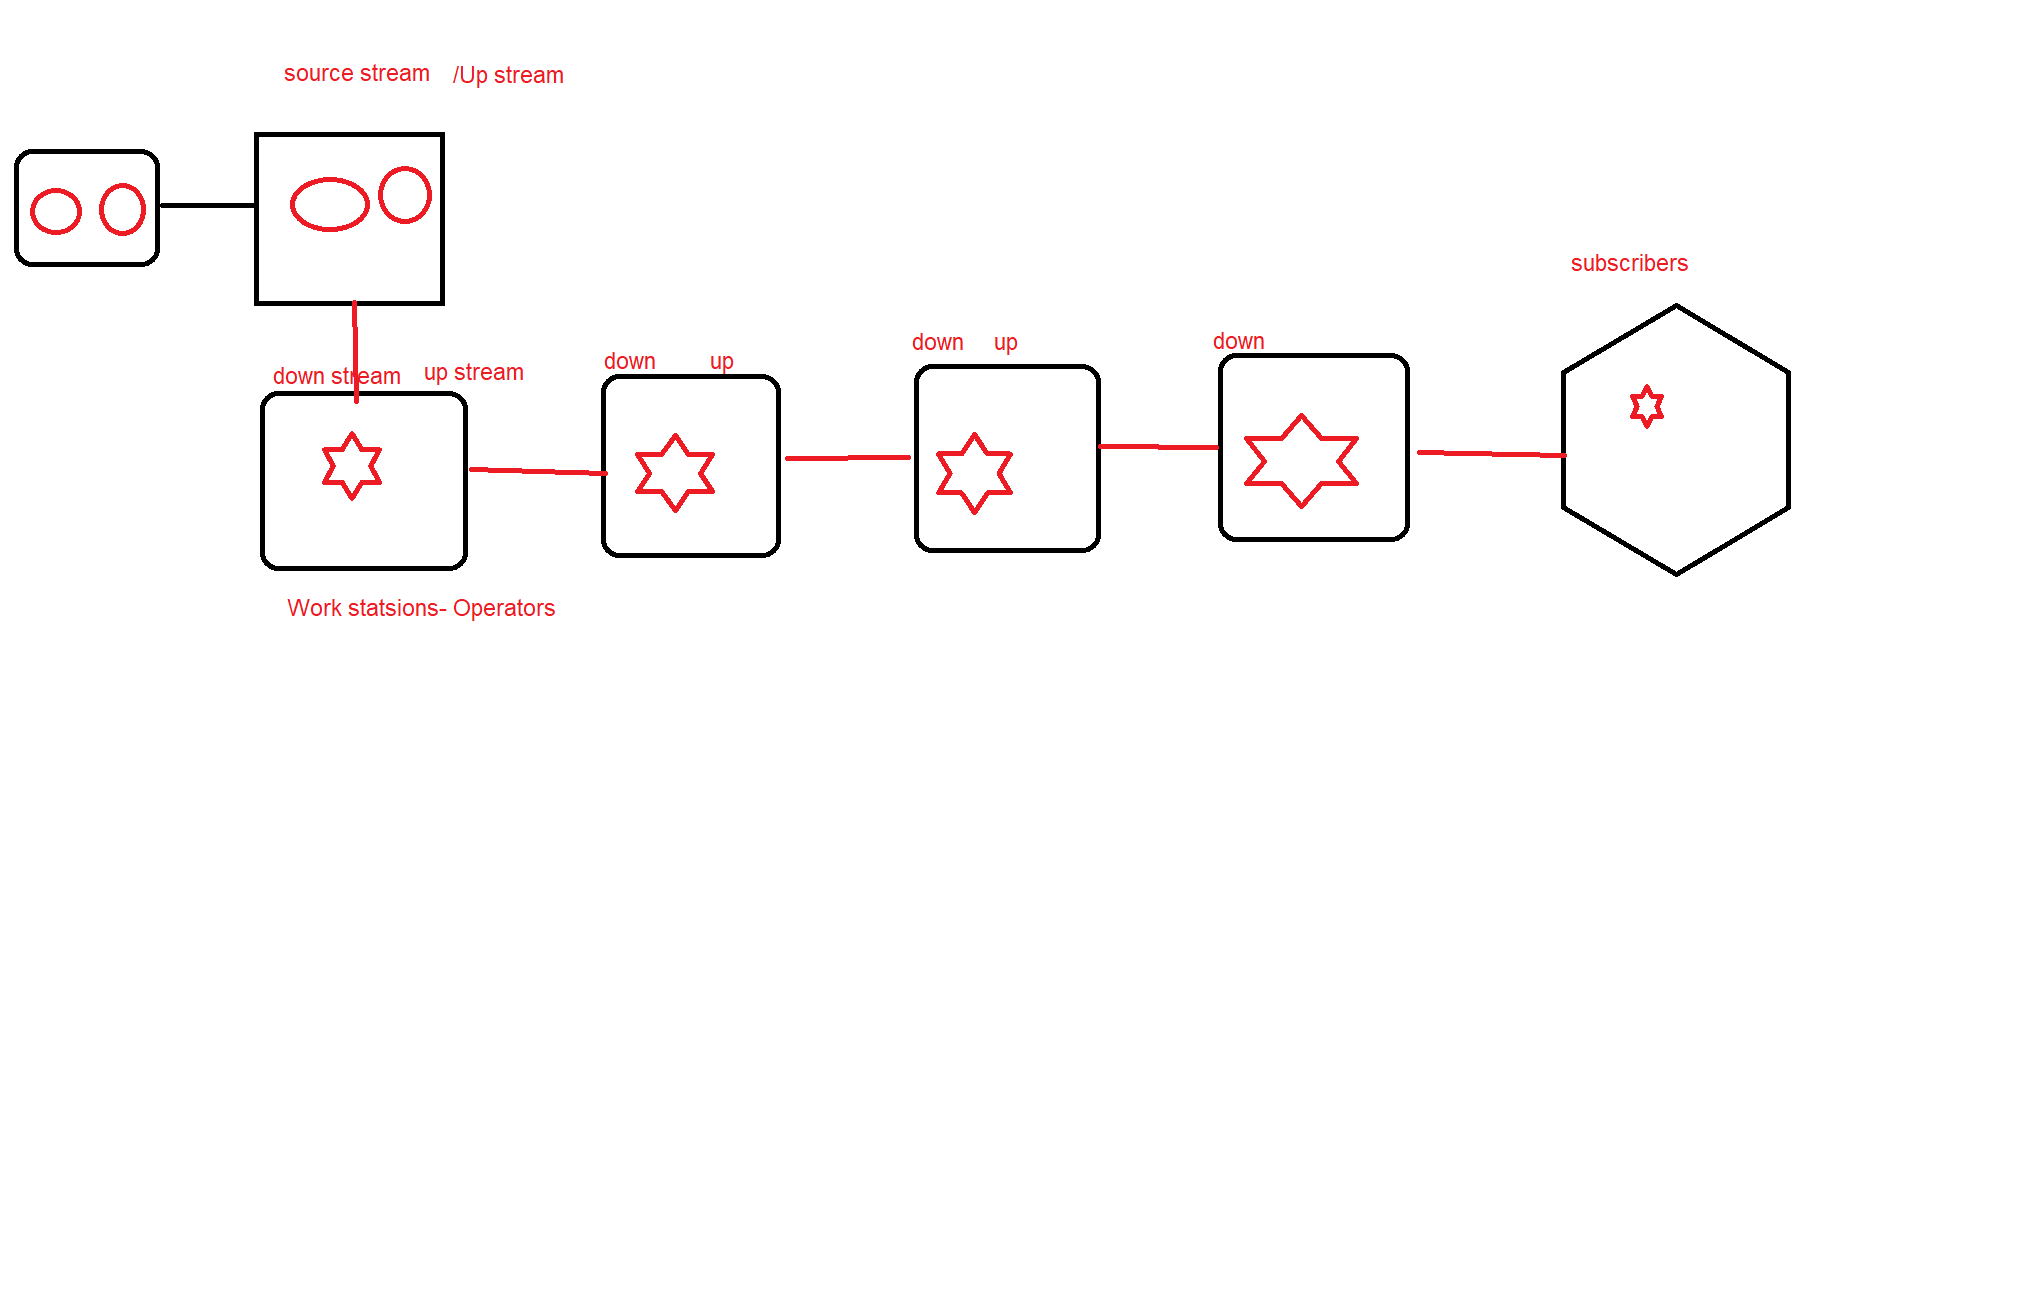 source stream /Up stream
subscribers
down stream up stream
down up
down up
down
Work statsions- Operators